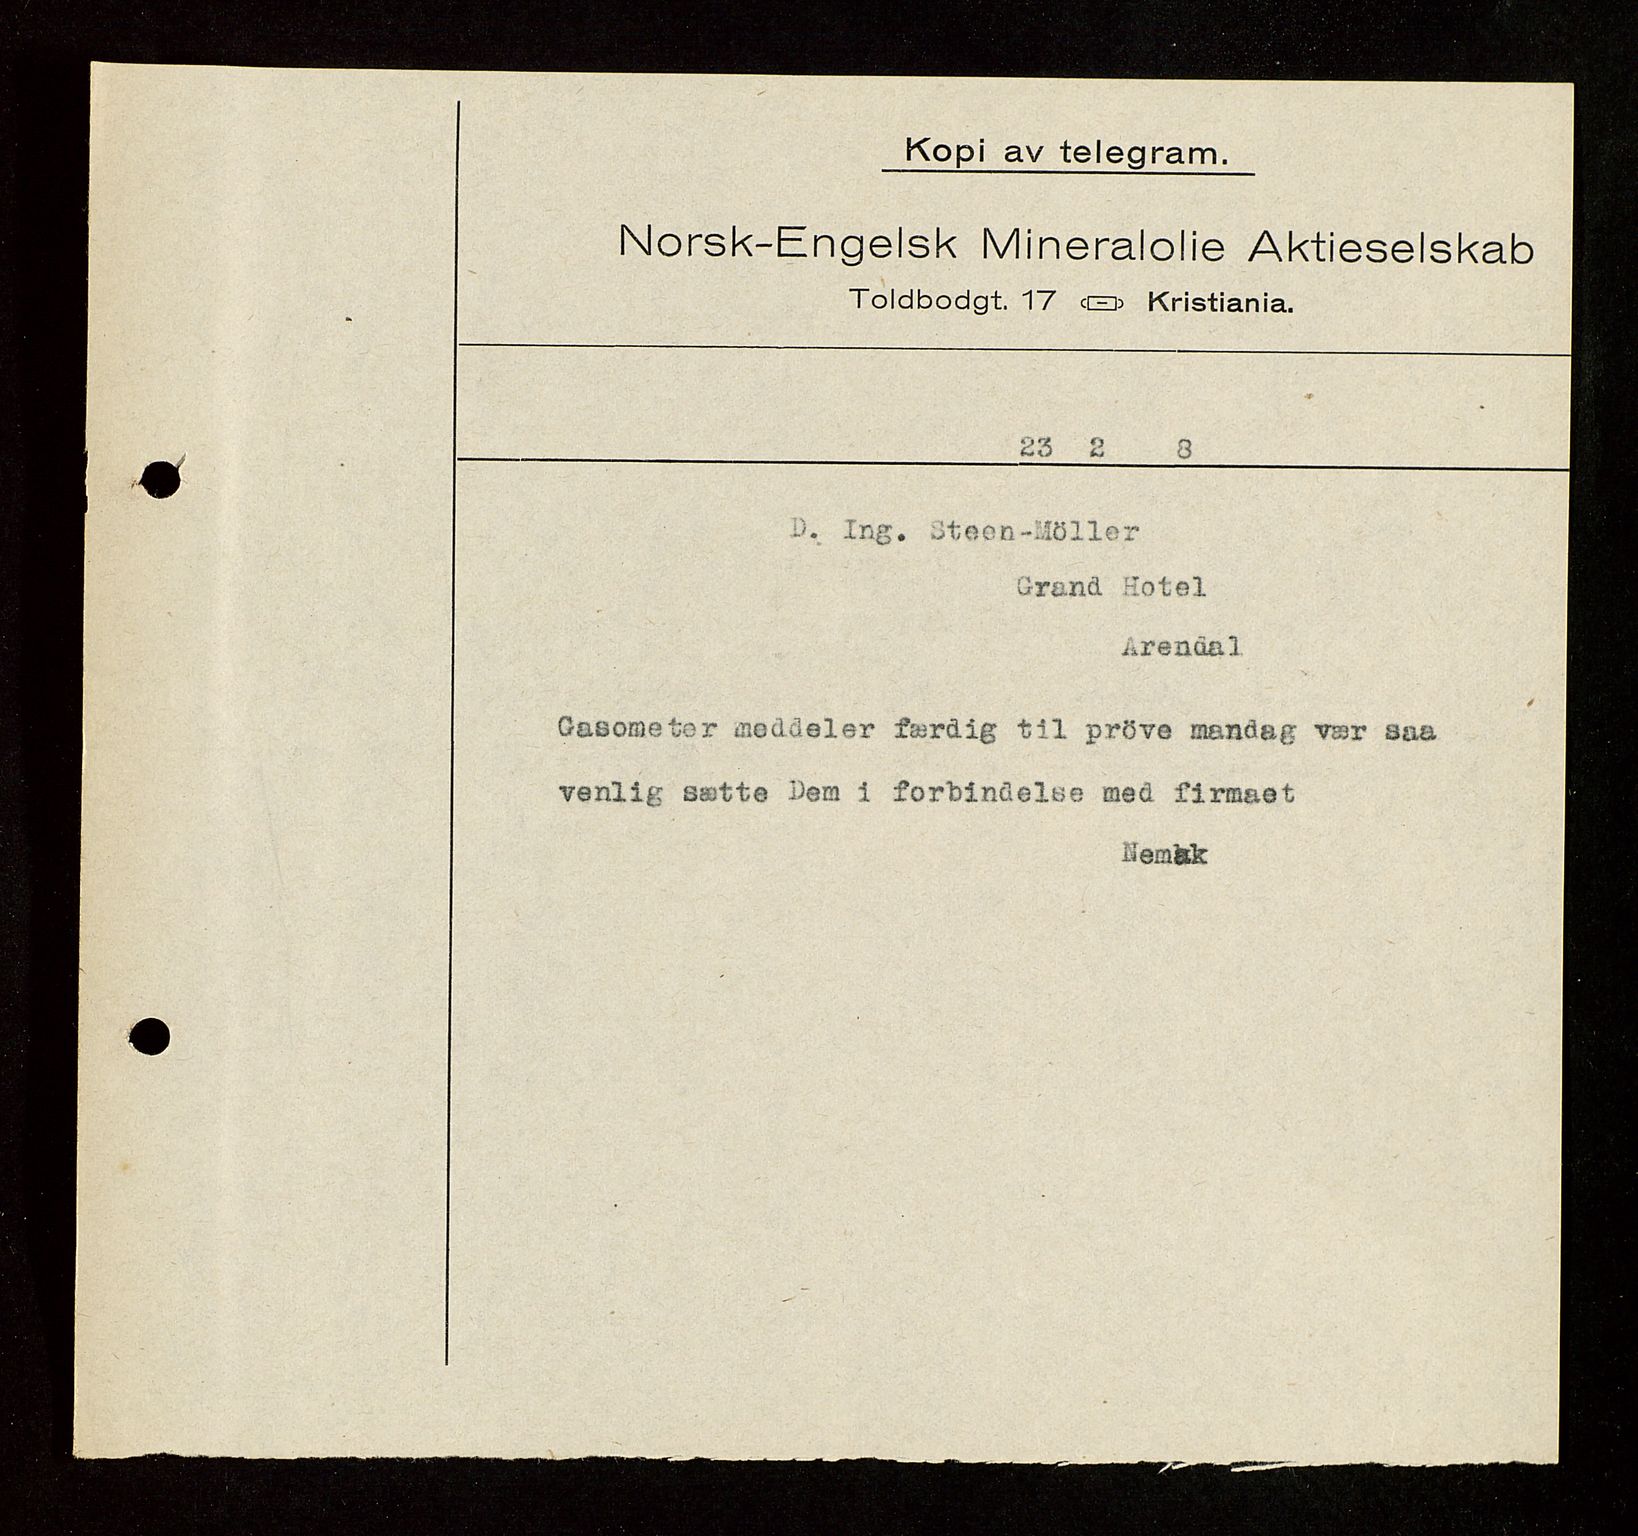 Kopi av telegram.
Norsk-Engelsk Mineralolie Aktieselskab
Toldbodgt. 17 Kristiania.
23 2 8
D. Ing. Steen-Möller
Grand Hotel
Arendal
Gasometer meddeler færdig til pröve mandag vær saa
venlig sætte Dem i forbindelse med firmaet